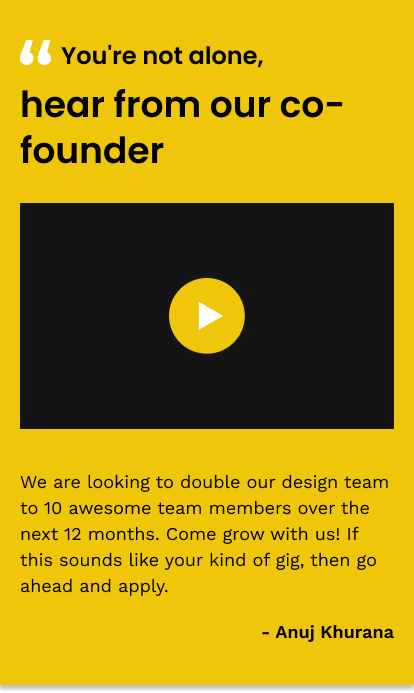 “ You're not alone,
hear from our co-
founder
We are looking to double our design team
to 10 awesome team members over the
next 12 months. Come grow with us! If
this sounds like your kind of gig, then go
ahead and apply.
- Anuj Khurana